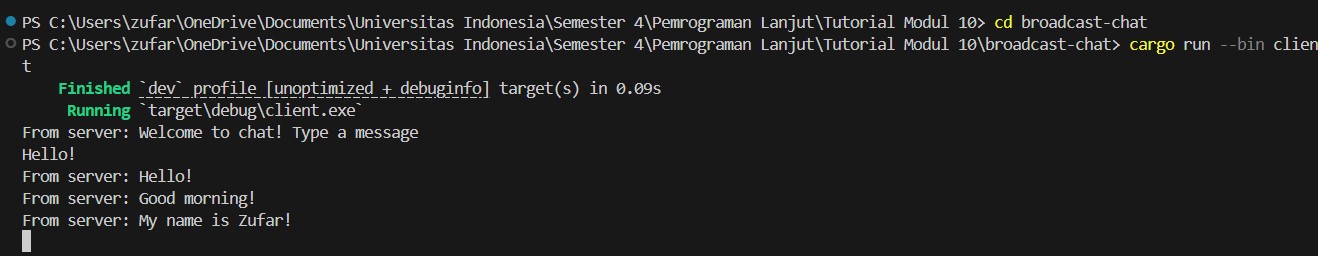 PS C:\Users\zufar\OneDrive\Documents\Universitas Indonesia\Semester 4\Pemrograman Lanjut\Tutorial Modul 10> cd broadcast-chat
PS C:\Users\zufar\OneDrive\Documents\Universitas Indonesia\Semester 4\Pemrograman Lanjut\Tutorial Modul 10\broadcast-chat> cargo run --bin clien
t
Finished `dev` profile [unoptimized + debuginfo] target(s) in 0.09s
Running `target\debug\client.exe`
From server: Welcome to chat! Type a message
Hello!
From server: Hello!
From server: Good morning!
From server: My name is Zufar!